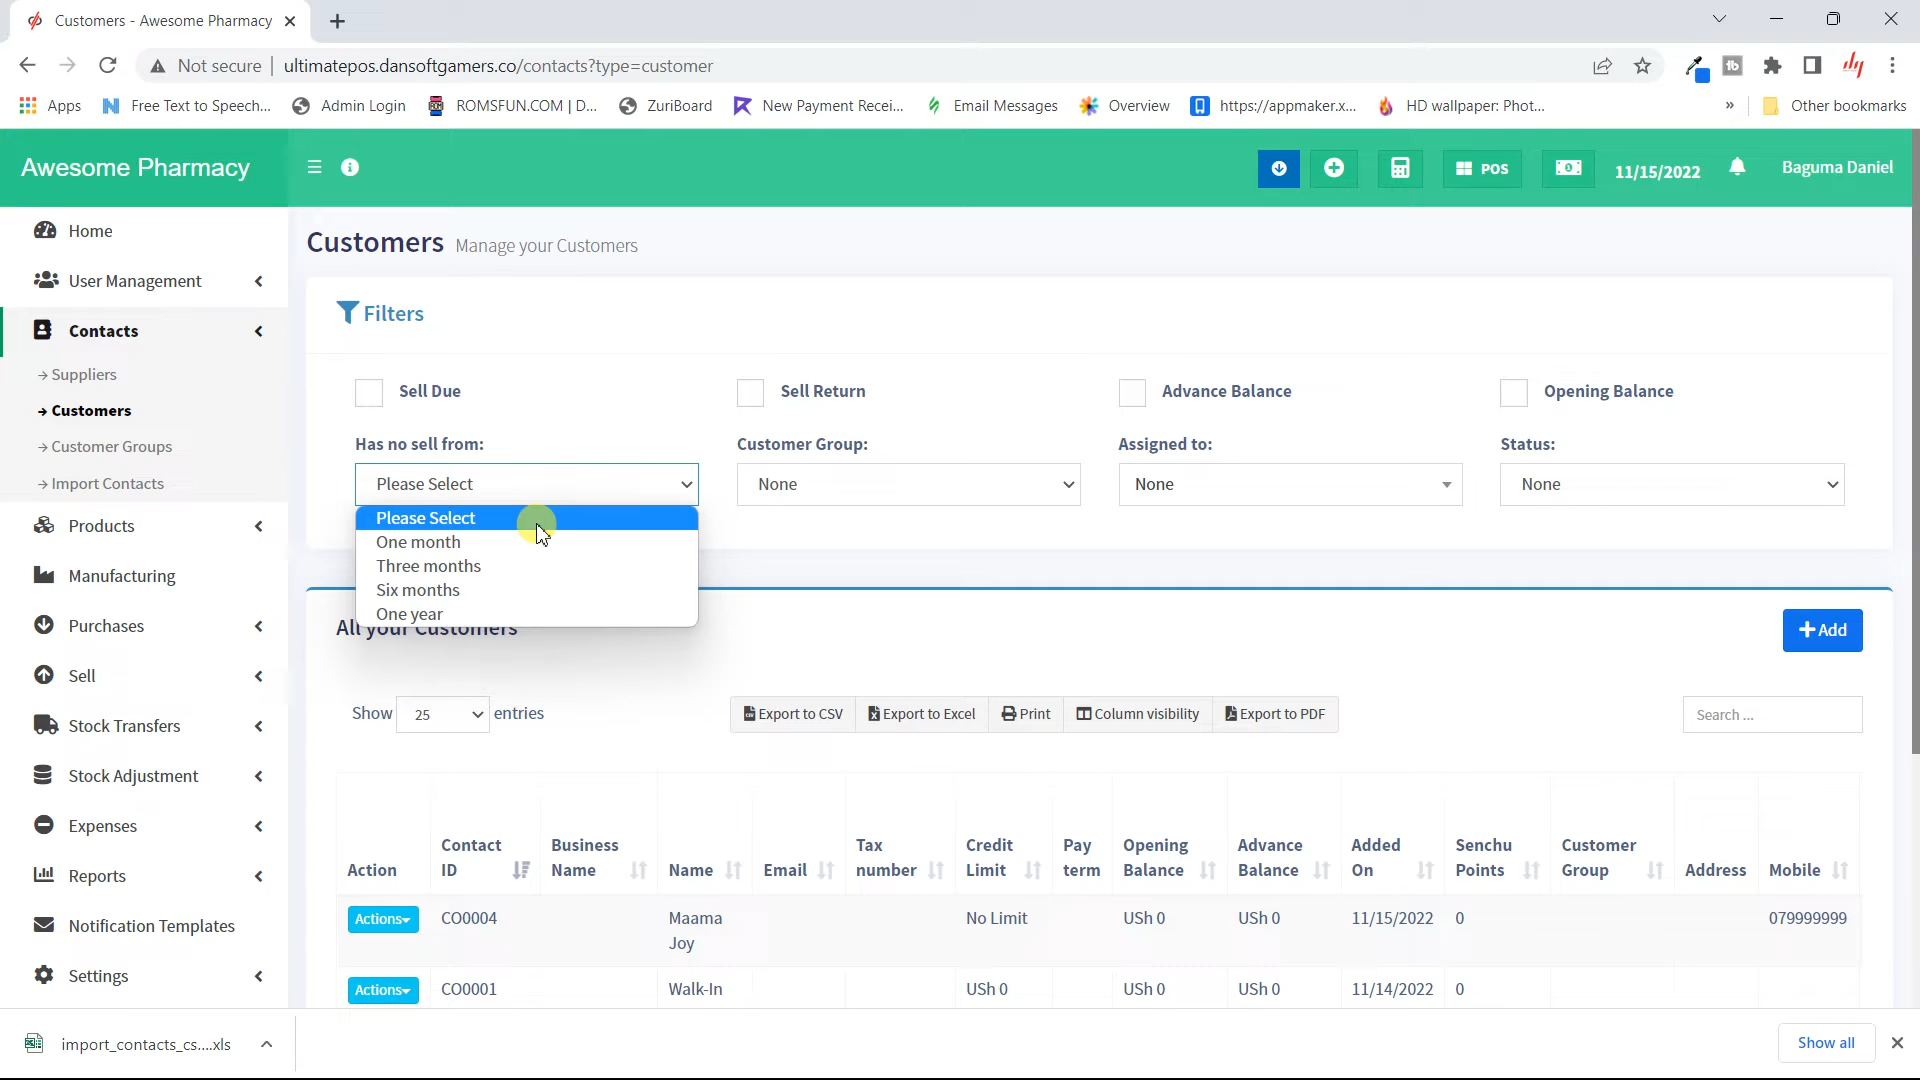 Customers - Awesome Pharmacy
Not secure
ultimatepos.dansoftgamers.co/contacts?type=customer
Apps
Free Text to Speech...
Admin Login
ROMSFUN.COM | D...
ZuriBoard
New Payment Recei...
Email Messages
Overview
https://appmaker.x...
HD wallpaper: Phot...
»
Other bookmarks
Awesome Pharmacy
POS
11/15/2022
Baguma Daniel
Home
User Management
Contacts
Suppliers
Customers
Customer Groups
Import Contacts
Products
Manufacturing
Purchases
Sell
Stock Transfers
Stock Adjustment
Expenses
Reports
Notification Templates
Settings
Customers Manage your Customers
Filters
Sell Due
Sell Return
Advance Balance
Opening Balance
Has no sell from:
Customer Group:
Assigned to:
Status:
Please Select
None
None
None
Please Select
One month
Three months
Six months
One year
All your Customers
+ Add
Show 25 entries
Export to CSV
Export to Excel
Print
Column visibility
Export to PDF
Search ...
Action
Contact ID
Business Name
Name
Email
Tax number
Credit Limit
Pay term
Opening Balance
Advance Balance
Added On
Senchu Points
Customer Group
Address
Mobile
Actions CO0004 Maama Joy No Limit USh 0 USh 0 11/15/2022 0 079999999
Actions CO0001 Walk-In USh 0 USh 0 USh 0 11/14/2022 0
import_contacts_cs....xls
Show all